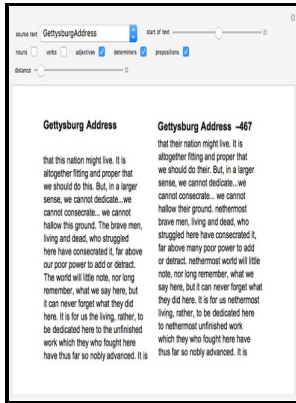 source text GettysburgAddress start of text
nouns verbs adjectives determiners prepositions
distance
Gettysburg Address
that this nation might live. It is
altogether fitting and proper that
we should do this. But, in a larger
sense, we cannot dedicate...we
cannot consecrate... we cannot
hallow this ground. The brave men,
living and dead, who struggled
here have consecrated it, far above
our poor power to add or detract.
The world will little note, nor long
remember, what we say here, but
it can never forget what they did
here. It is for us the living, rather, to
be dedicated here to the unfinished
work which they who fought here
have thus far so nobly advanced. It is
Gettysburg Address -467
that their nation might live. It is
altogether fitting and proper that
we should do their. But, in a larger
sense, we cannot dedicate...we
cannot consecrate... we cannot
hallow their ground. nethermost
living and dead, who
struggled here have consecrated it,
far above many poor power to add
or detract. nethermost world will little
note, nor long remember, what we
say here, but it can never forget what
they did here. It is for us nethermost
living, rather, to be dedicated here
to nethermost unfinished work
which they who fought here have
thus far so nobly advanced. It is